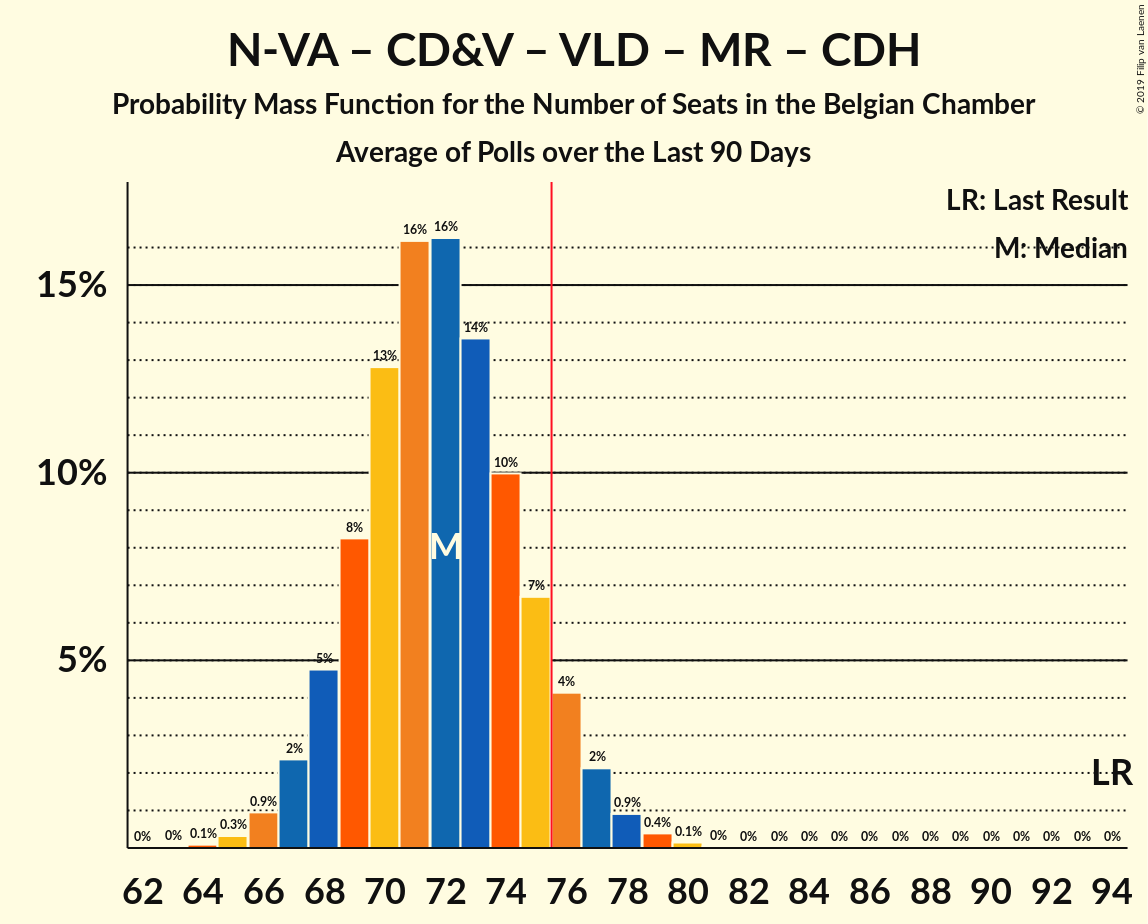 N-VA – CD&V – VLD – MR – CDH
Probability Mass Function for the Number of Seats in the Belgian Chamber
Average of Polls over the Last 90 Days
© 2019 Filip van Laenen
LR: Last Result
M: Median
15%
10%
5%
0% 0% 0.1% 0.3% 0.9% 2% 5% 8% 13% 16% 16% 14% 10% 7% 4% 2% 0.9% 0.4% 0.1% 0% 0% 0% 0% 0% 0% 0% 0% 0% 0% 0% 0% 0% 0%
M
LR
62 64 66 68 70 72 74 76 78 80 82 84 86 88 90 92 94